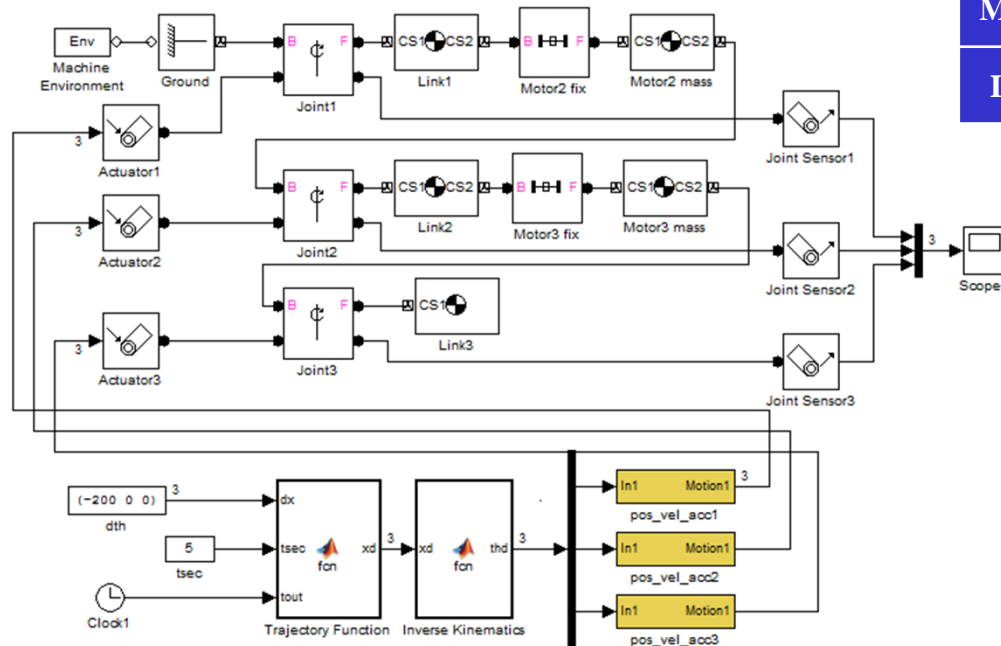 M
I
Env
Machine
Environment
Ground
B F
Joint1
CS1 CS2
Link1
B F
Motor2 fix
CS1 CS2
Motor2 mass
3
Actuator1
Joint Sensor1
B F
Joint2
CS1 CS2
Link2
B F
Motor3 fix
CS1 CS2
Motor3 mass
3
Actuator2
Joint Sensor2
3
Scope
B F
Joint3
CS1
Link3
3
Actuator3
Joint Sensor3
(-200 0 0)
3
dth
5
tsec
Clock1
dx
tsec
tout
fcn
xd
3
Trajectory Function
xd
fcn
thd
3
Inverse Kinematics
In1 Motion1
3
pos_vel_acc1
In1 Motion1
pos_vel_acc2
In1 Motion1
pos_vel_acc3